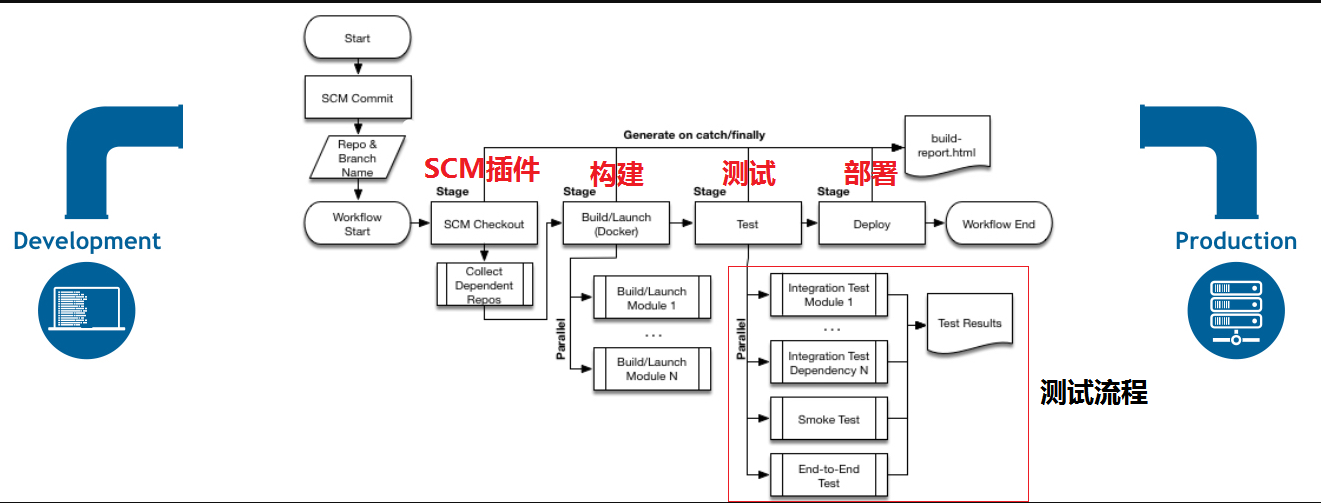 Start
SCM Commit
Repo &
Branch
Name
Generate on catch/finally
build-
report.html
SCM插件
构建
测试
部署
Stage
Stage
Stage
Stage
Workflow
Start
SCM Checkout
Build/Launch
(Docker)
Test
Deploy
Workflow End
Development
Production
Collect
Dependent
Repos
Parallel
Build/Launch
Module 1
...
Build/Launch
Module N
Parallel
Integration Test
Module 1
...
Integration Test
Dependency N
Smoke Test
End-to-End
Test
Test Results
测试流程